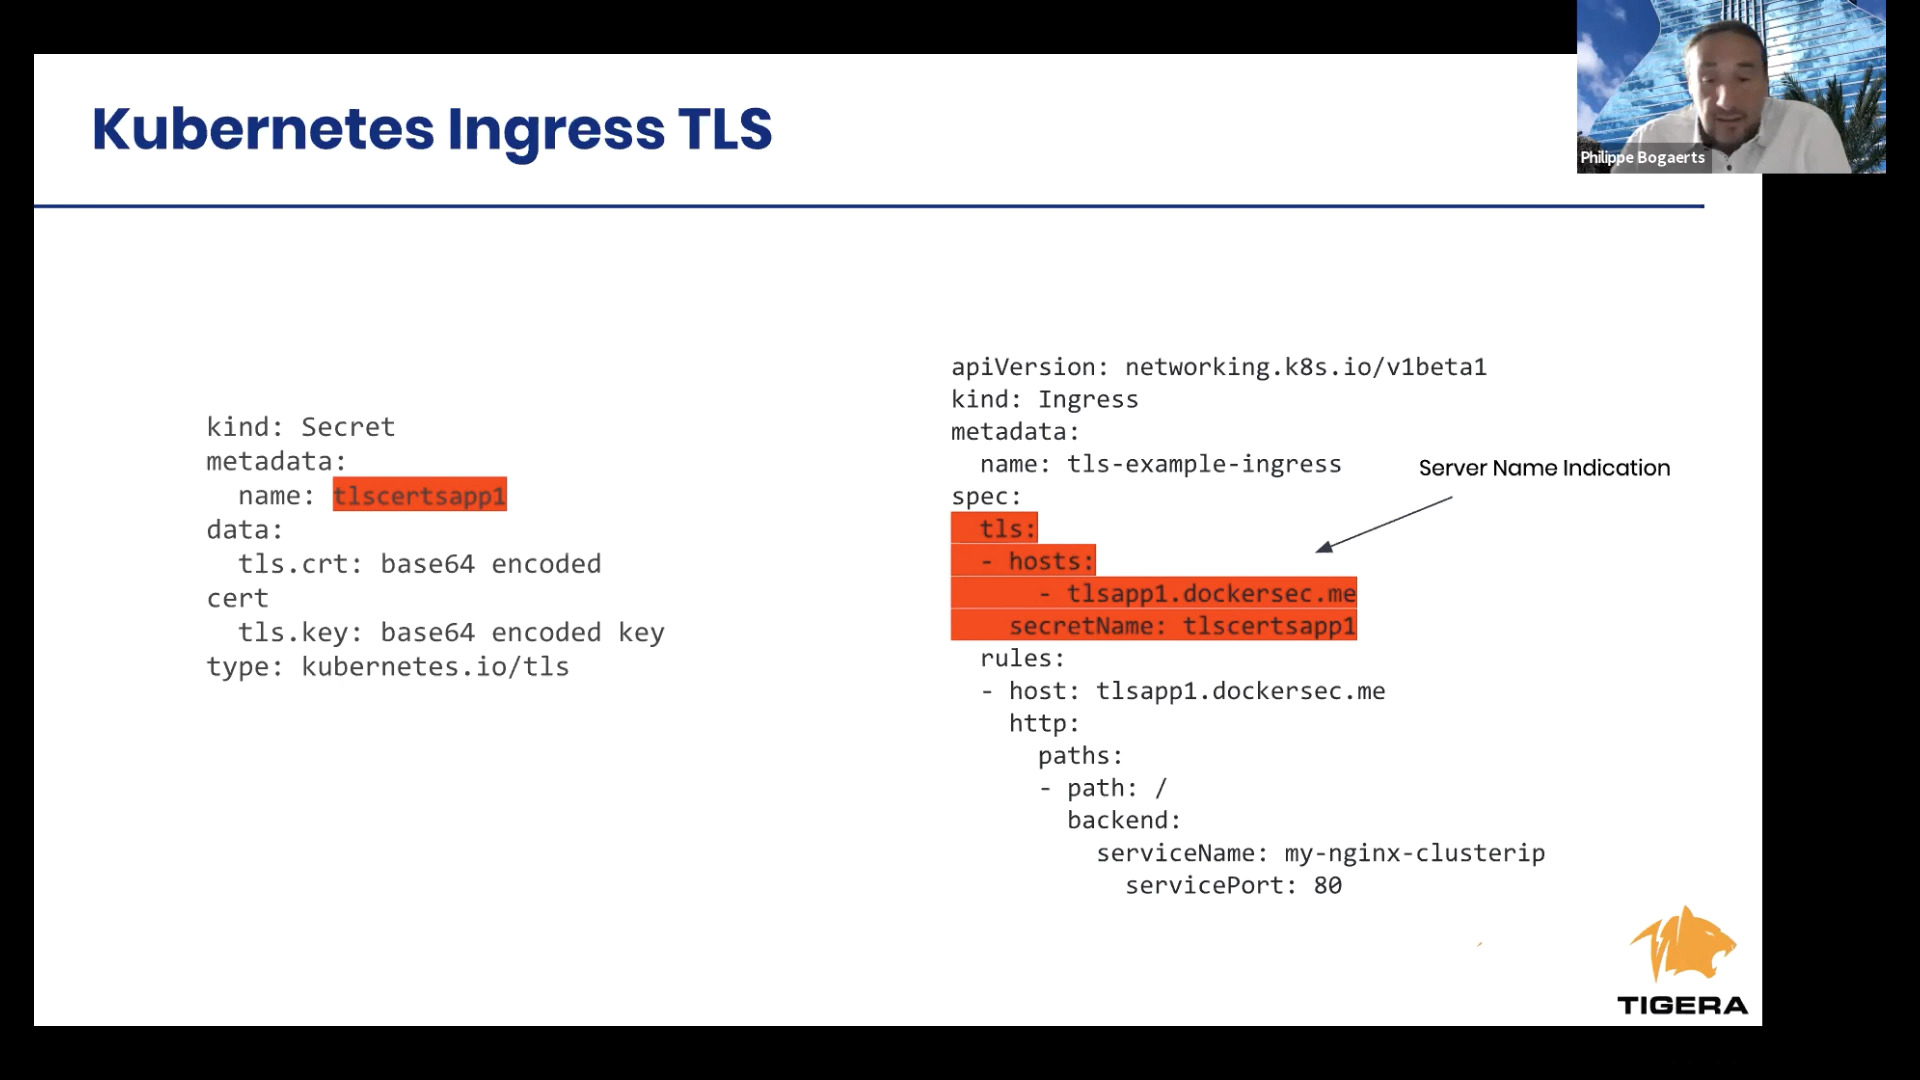 Kubernetes Ingress TLS
Philippe Bogaerts
kind: Secret
metadata:
  name: tlscertsapp1
data:
  tls.crt: base64 encoded
cert
  tls.key: base64 encoded key
type: kubernetes.io/tls
apiVersion: networking.k8s.io/v1beta1
kind: Ingress
metadata:
  name: tls-example-ingress
spec:
  tls:
  - hosts:
      - tlsapp1.dockersec.me
    secretName: tlscertsapp1
  rules:
  - host: tlsapp1.dockersec.me
    http:
      paths:
      - path: /
        backend:
          serviceName: my-nginx-clusterip
            servicePort: 80
Server Name Indication
TIGERA